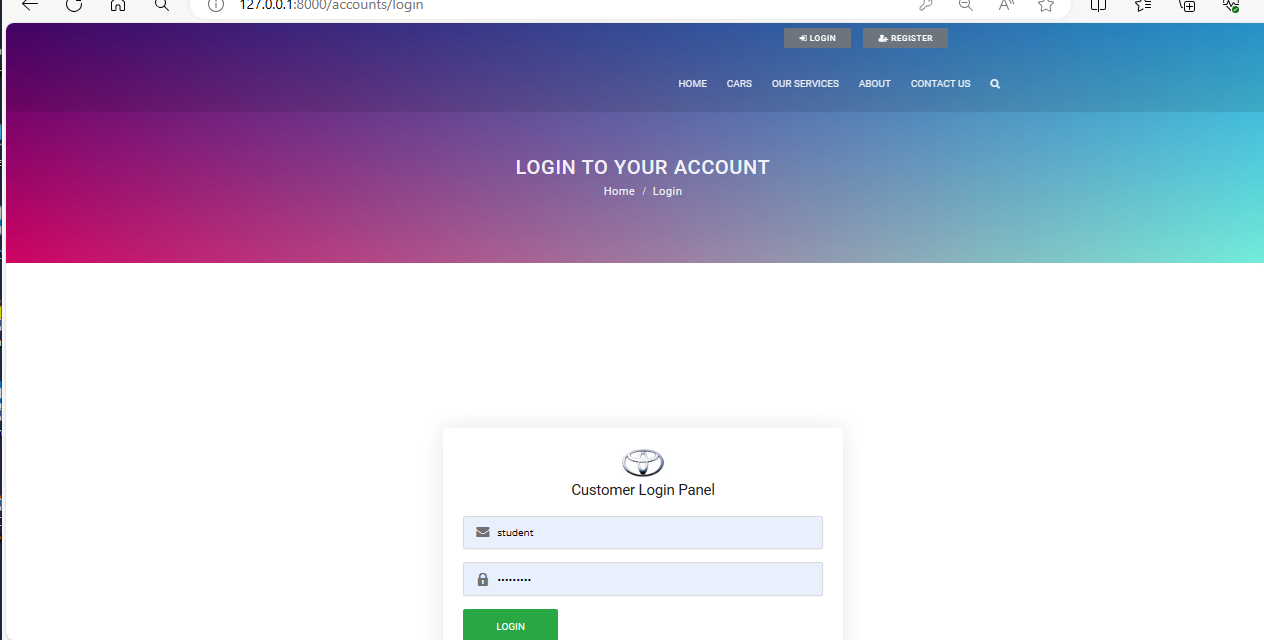 127.0.0.1:8000/accounts/login
LOGIN REGISTER
HOME CARS OUR SERVICES ABOUT CONTACT US
LOGIN TO YOUR ACCOUNT
Home / Login
Customer Login Panel
student
•••••••••
LOGIN